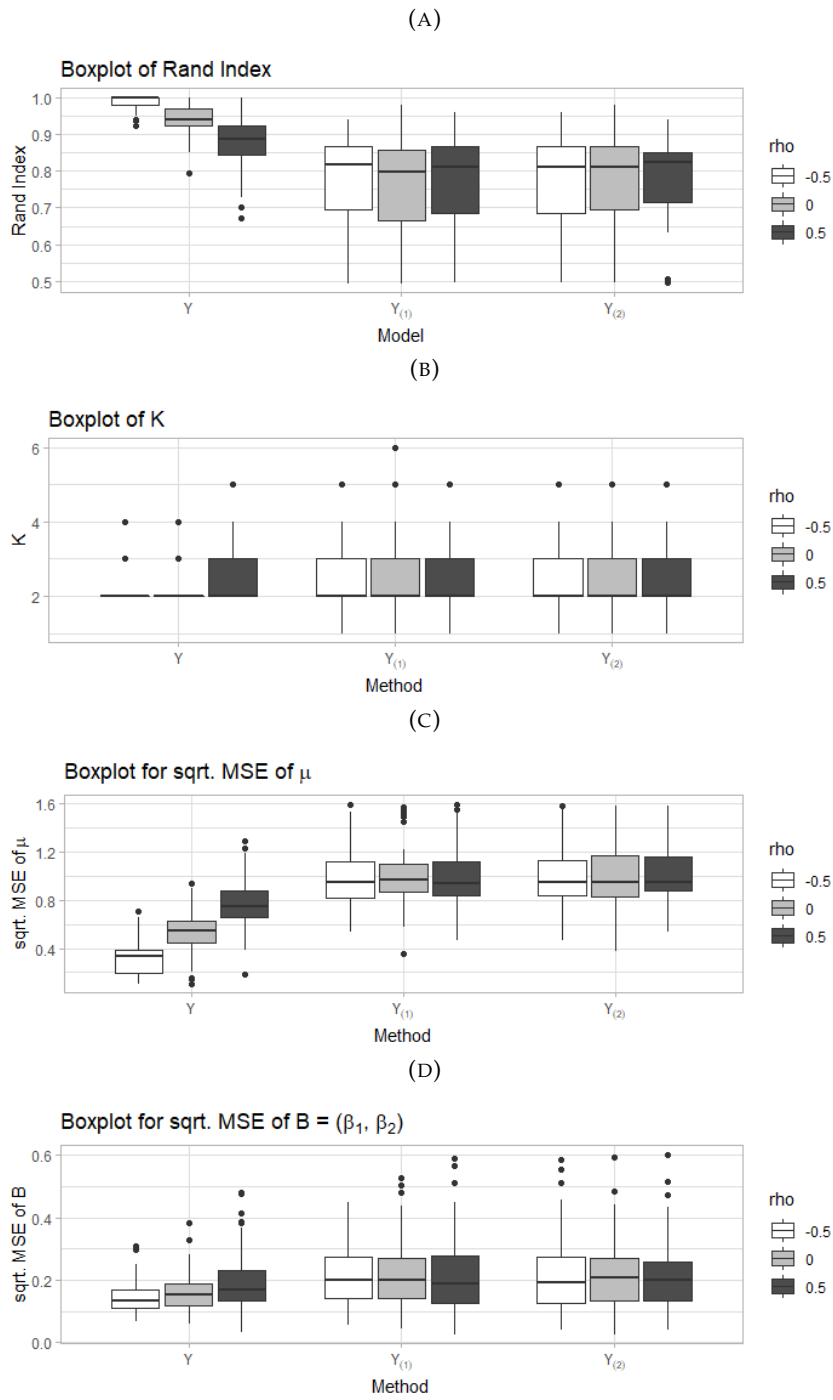 (A)
Boxplot of Rand Index
1.0
0.9
0.8
0.7
0.6
0.5
Rand Index
Y
Y(1)
Y(2)
Model
rho
-0.5
0
0.5
(B)
Boxplot of K
6
4
2
K
Y
Y(1)
Y(2)
Method
rho
-0.5
0
0.5
(C)
Boxplot for sqrt. MSE of μ
1.6
1.2
0.8
0.4
sqrt. MSE of μ
Y
Y(1)
Y(2)
Method
rho
-0.5
0
0.5
(D)
Boxplot for sqrt. MSE of B = (β1, β2)
0.6
0.4
0.2
0.0
sqrt. MSE of B
Y
Y(1)
Y(2)
Method
rho
-0.5
0
0.5